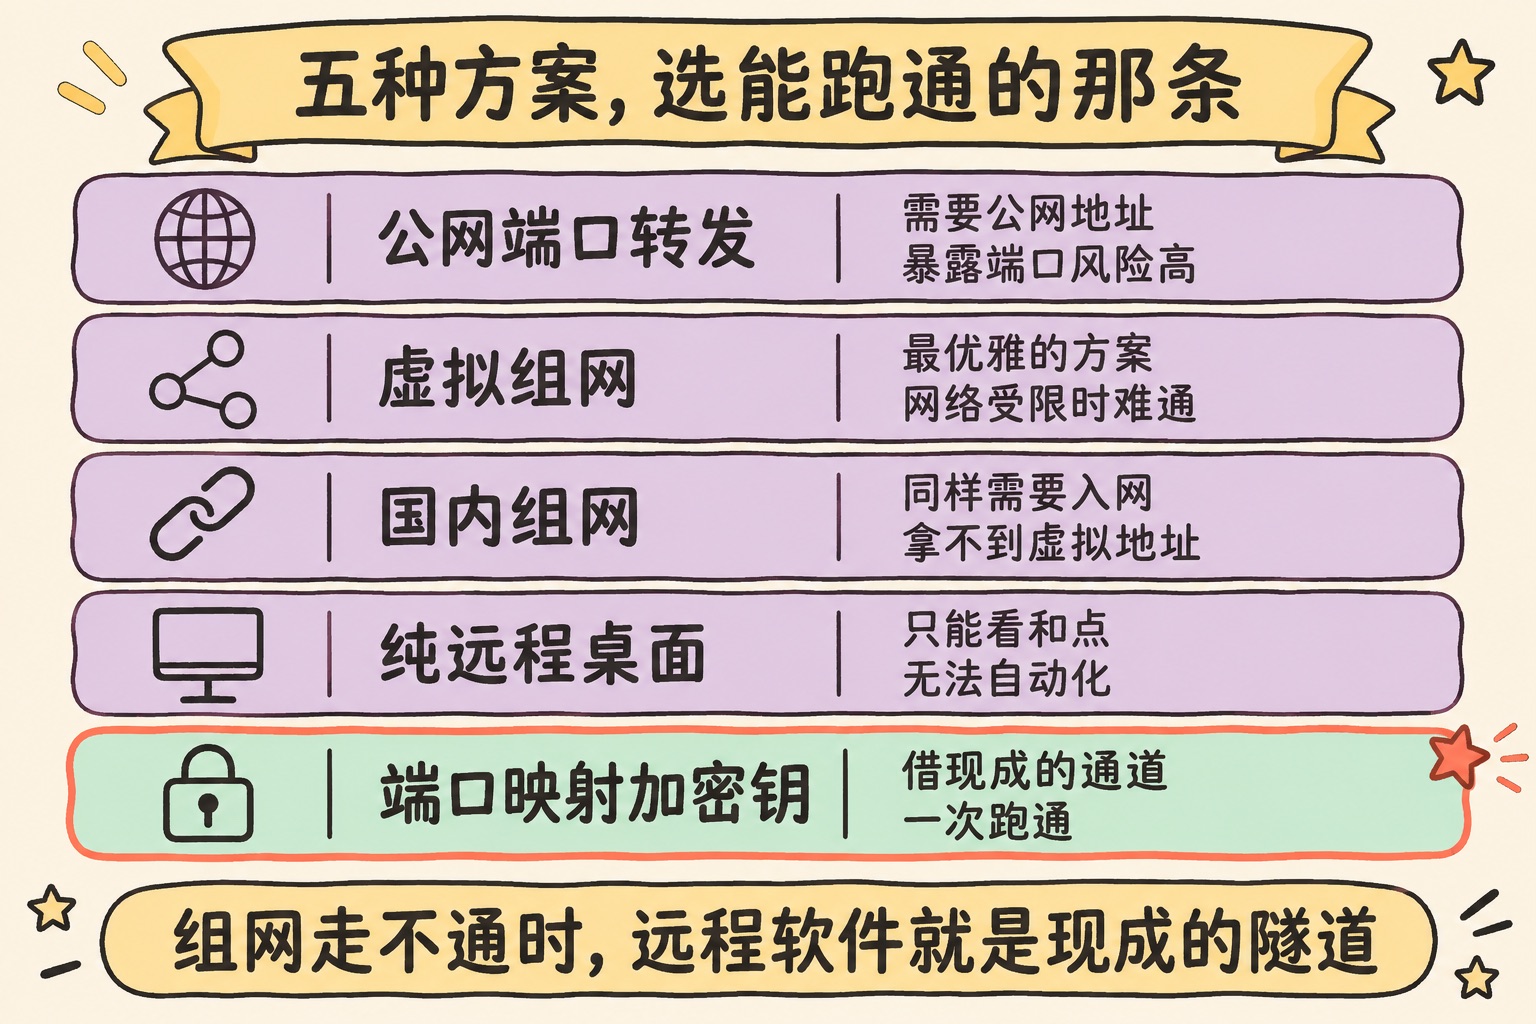 五种方案，选能跑通的那条
公网端口转发
需要公网地址
暴露端口风险高
虚拟组网
最优雅的方案
网络受限时难通
国内组网
同样需要入网
拿不到虚拟地址
纯远程桌面
只能看和点
无法自动化
端口映射加密钥
借现成的通道
一次跑通
组网走不通时，远程软件就是现成的隧道